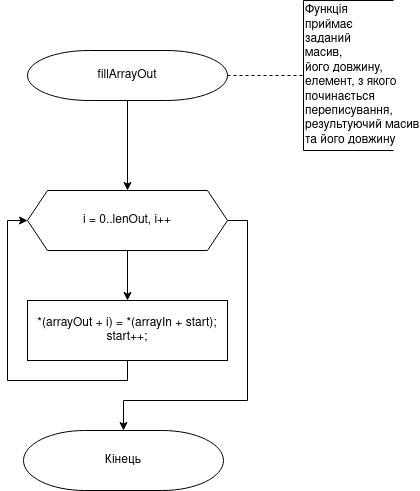 fillArrayOut
Функція
приймає
заданий
масив,
його довжину,
елемент, з якого
починається
переписування,
результуючий масив
та його довжину
i = 0..lenOut, i++
*(arrayOut + i) = *(arrayIn + start);
start++;
Кінець